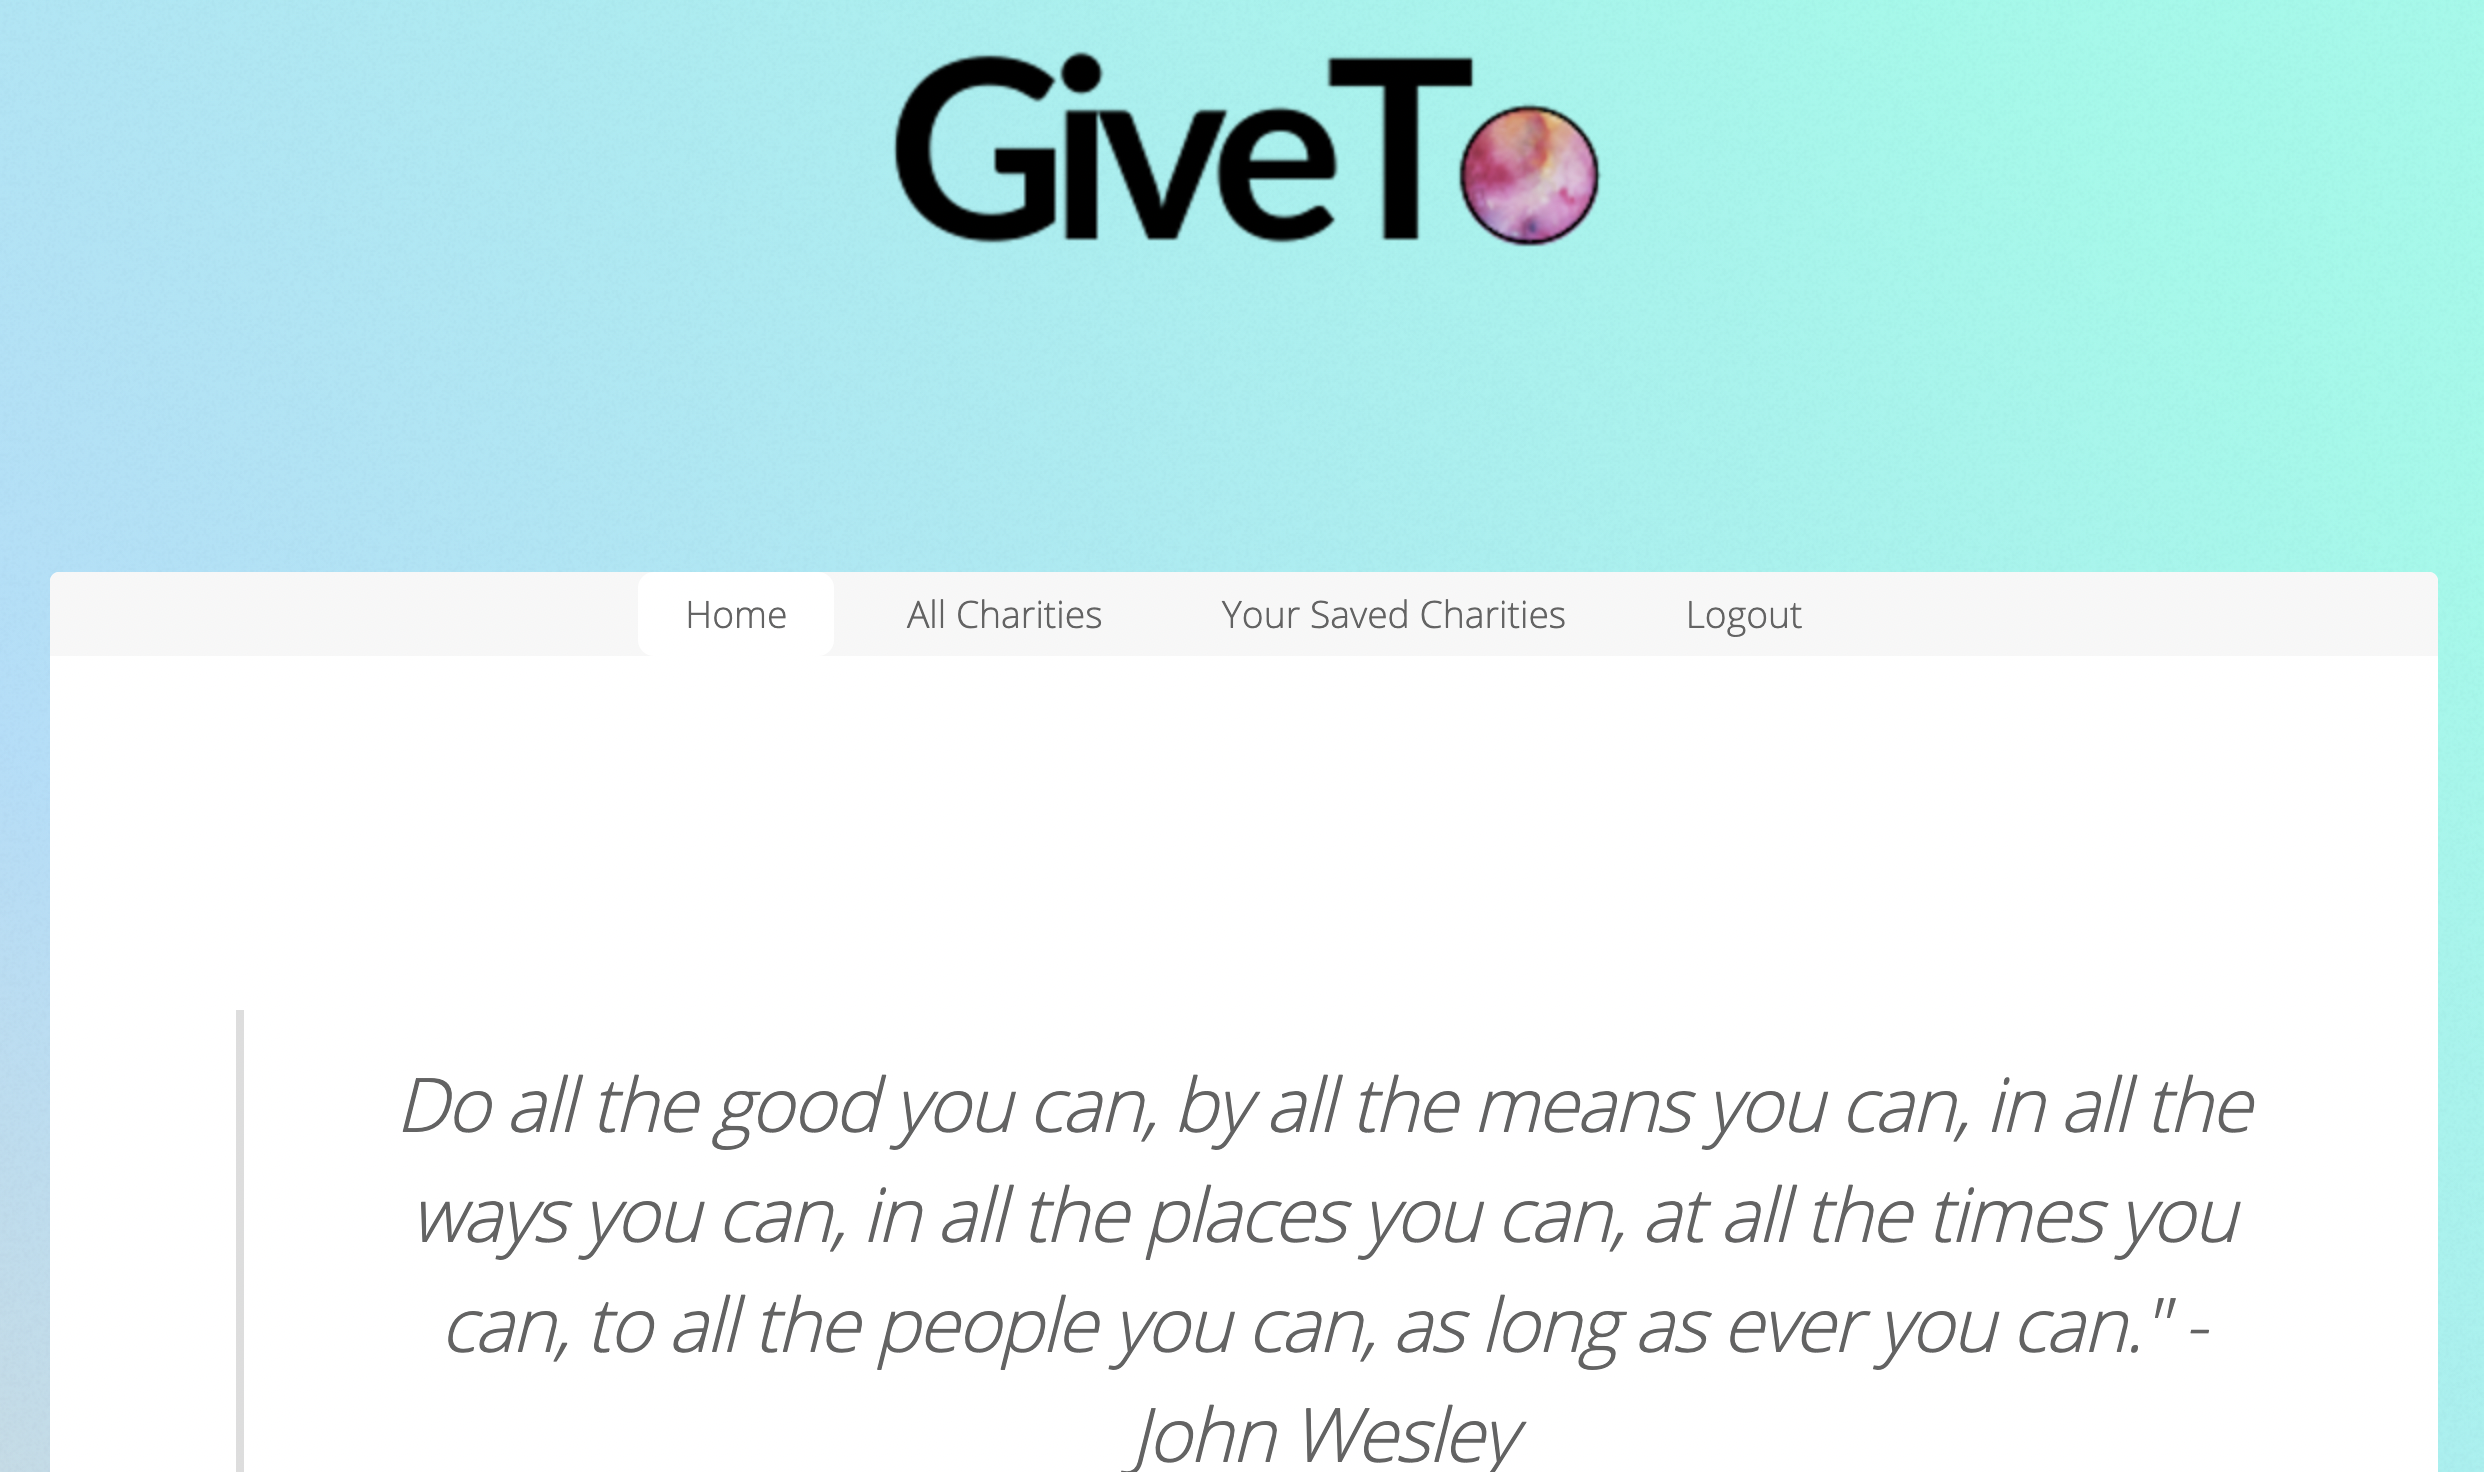 GiveTo
Home All Charities Your Saved Charities Logout
Do all the good you can, by all the means you can, in all the
ways you can, in all the places you can, at all the times you
can, to all the people you can, as long as ever you can." -
John Wesley